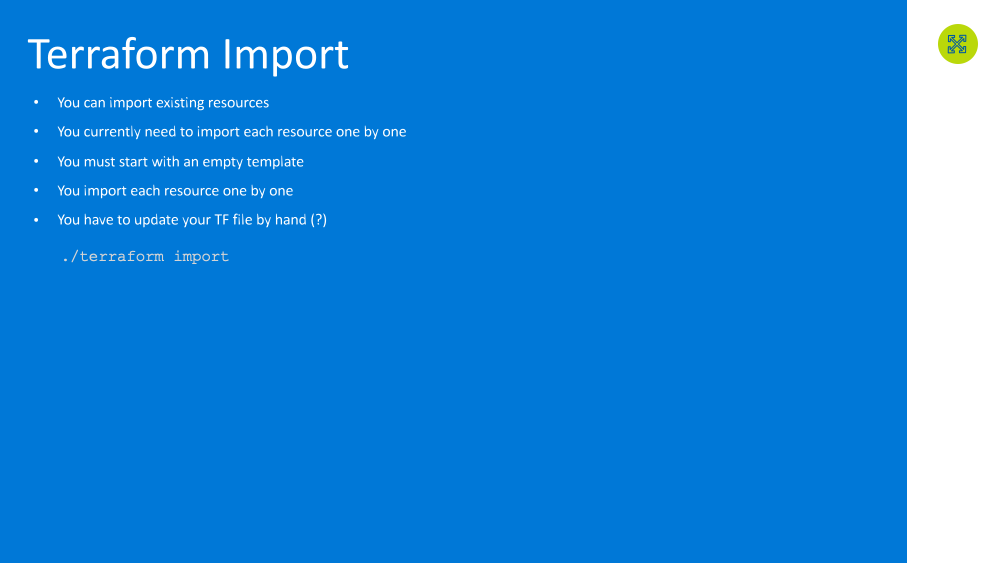 Terraform Import
• You can import existing resources
• You currently need to import each resource one by one
• You must start with an empty template
• You import each resource one by one
• You have to update your TF file by hand (?)
./terraform import